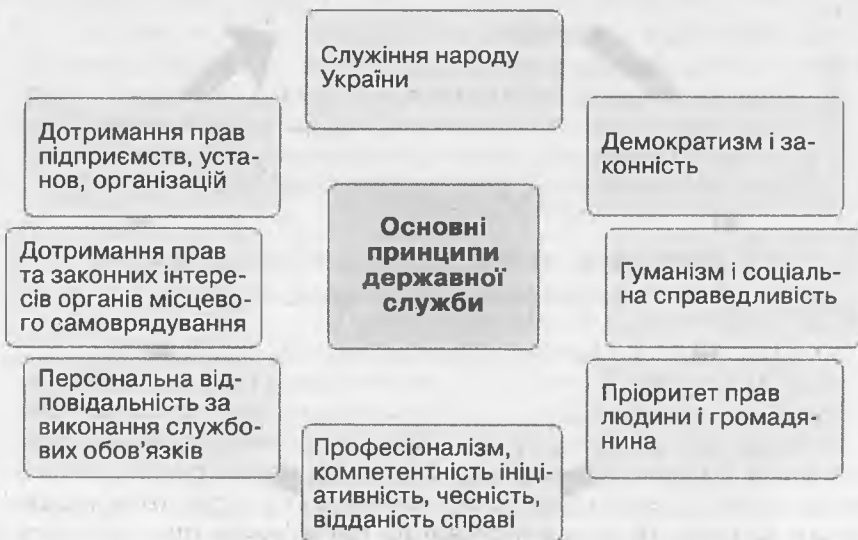 Служіння народу
України
Демократизм і за-
конність
Гуманізм і соціаль-
на справедливість
Пріоритет прав
людини і громадя-
нина
Професіоналізм,
компетентність ініці-
ативність, чесність,
відданість справі
Персональна від-
повідальність за
виконання службо-
вих обов'язків
Дотримання прав
та законних інтере-
сів органів місцево-
го самоврядування
Дотримання прав
підприємств, уста-
нов, організацій
Основні
принципи
державної
служби